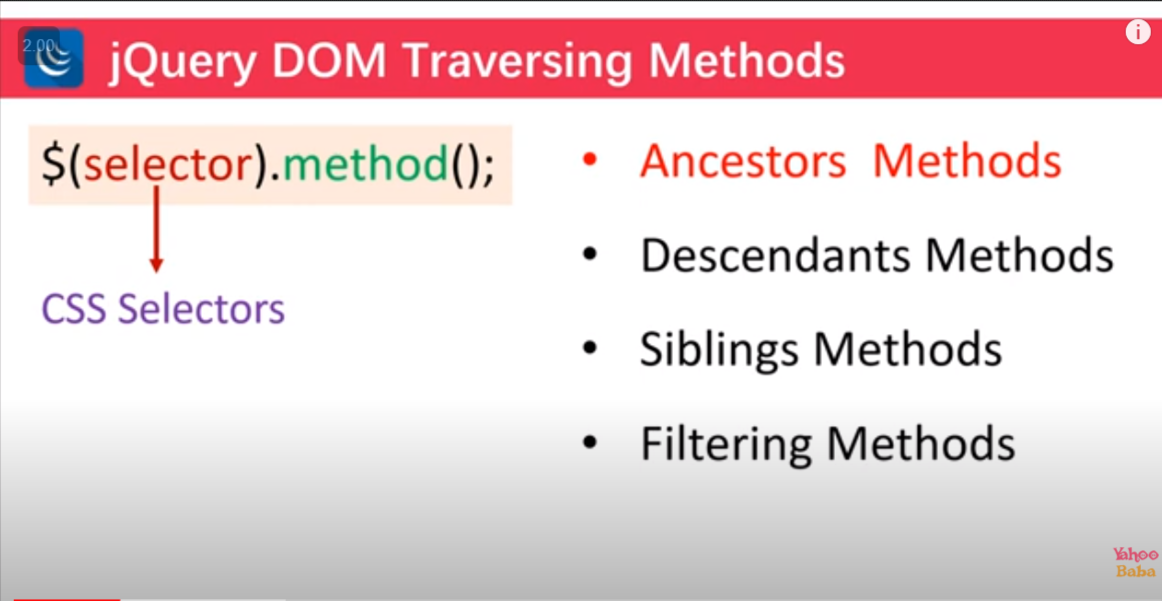 2.00
jQuery DOM Traversing Methods
i
$(selector).method();
CSS Selectors
• Ancestors Methods
• Descendants Methods
• Siblings Methods
• Filtering Methods
Yahoo
Baba